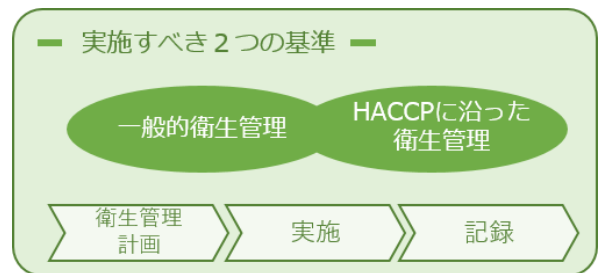 実施すべき２つの基準
一般的衛生管理
HACCPに沿った
衛生管理
衛生管理
計画
実施
記録